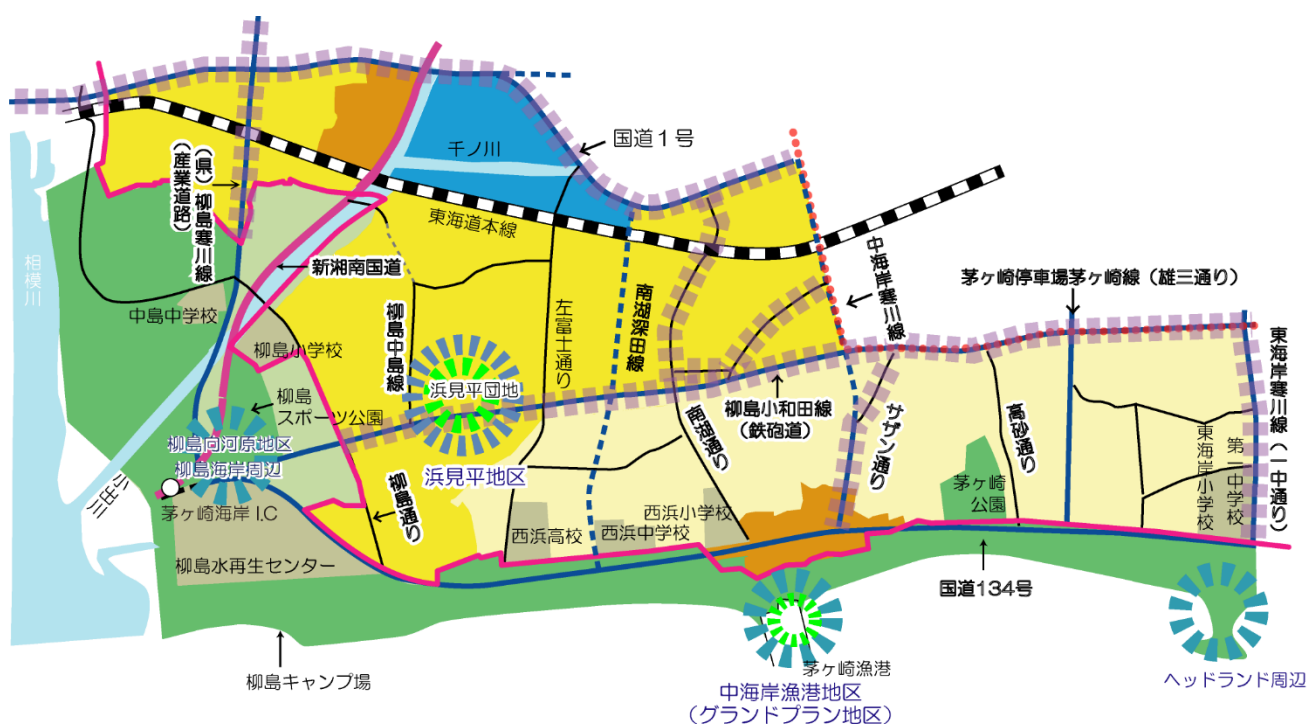 国道1号
千ノ川
(県)柳島寒川線
(産業道路)
東海道本線
相模川
新湘南国道
中海岸寒川線
茅ヶ崎停車場茅ヶ崎線(雄三通り)
中島中学校
柳島小学校
柳島中島線
左富士通り
南湖深田線
東海岸寒川線(一中通り)
柳島
スポーツ公園
浜見平団地
柳島小和田線
(鉄砲道)
南湖通り
サザン通り
高砂通り
柳島向河原地区
柳島海岸周辺
浜見平地区
小出川
茅ヶ崎海岸I.C
柳島通り
茅ヶ崎
公園
東海岸小学校
第一中学校
西浜高校
西浜小学校
西浜中学校
柳島水再生センター
国道134号
柳島キャンプ場
茅ヶ崎漁港
中海岸漁港地区
(グランドプラン地区)
ヘッドランド周辺